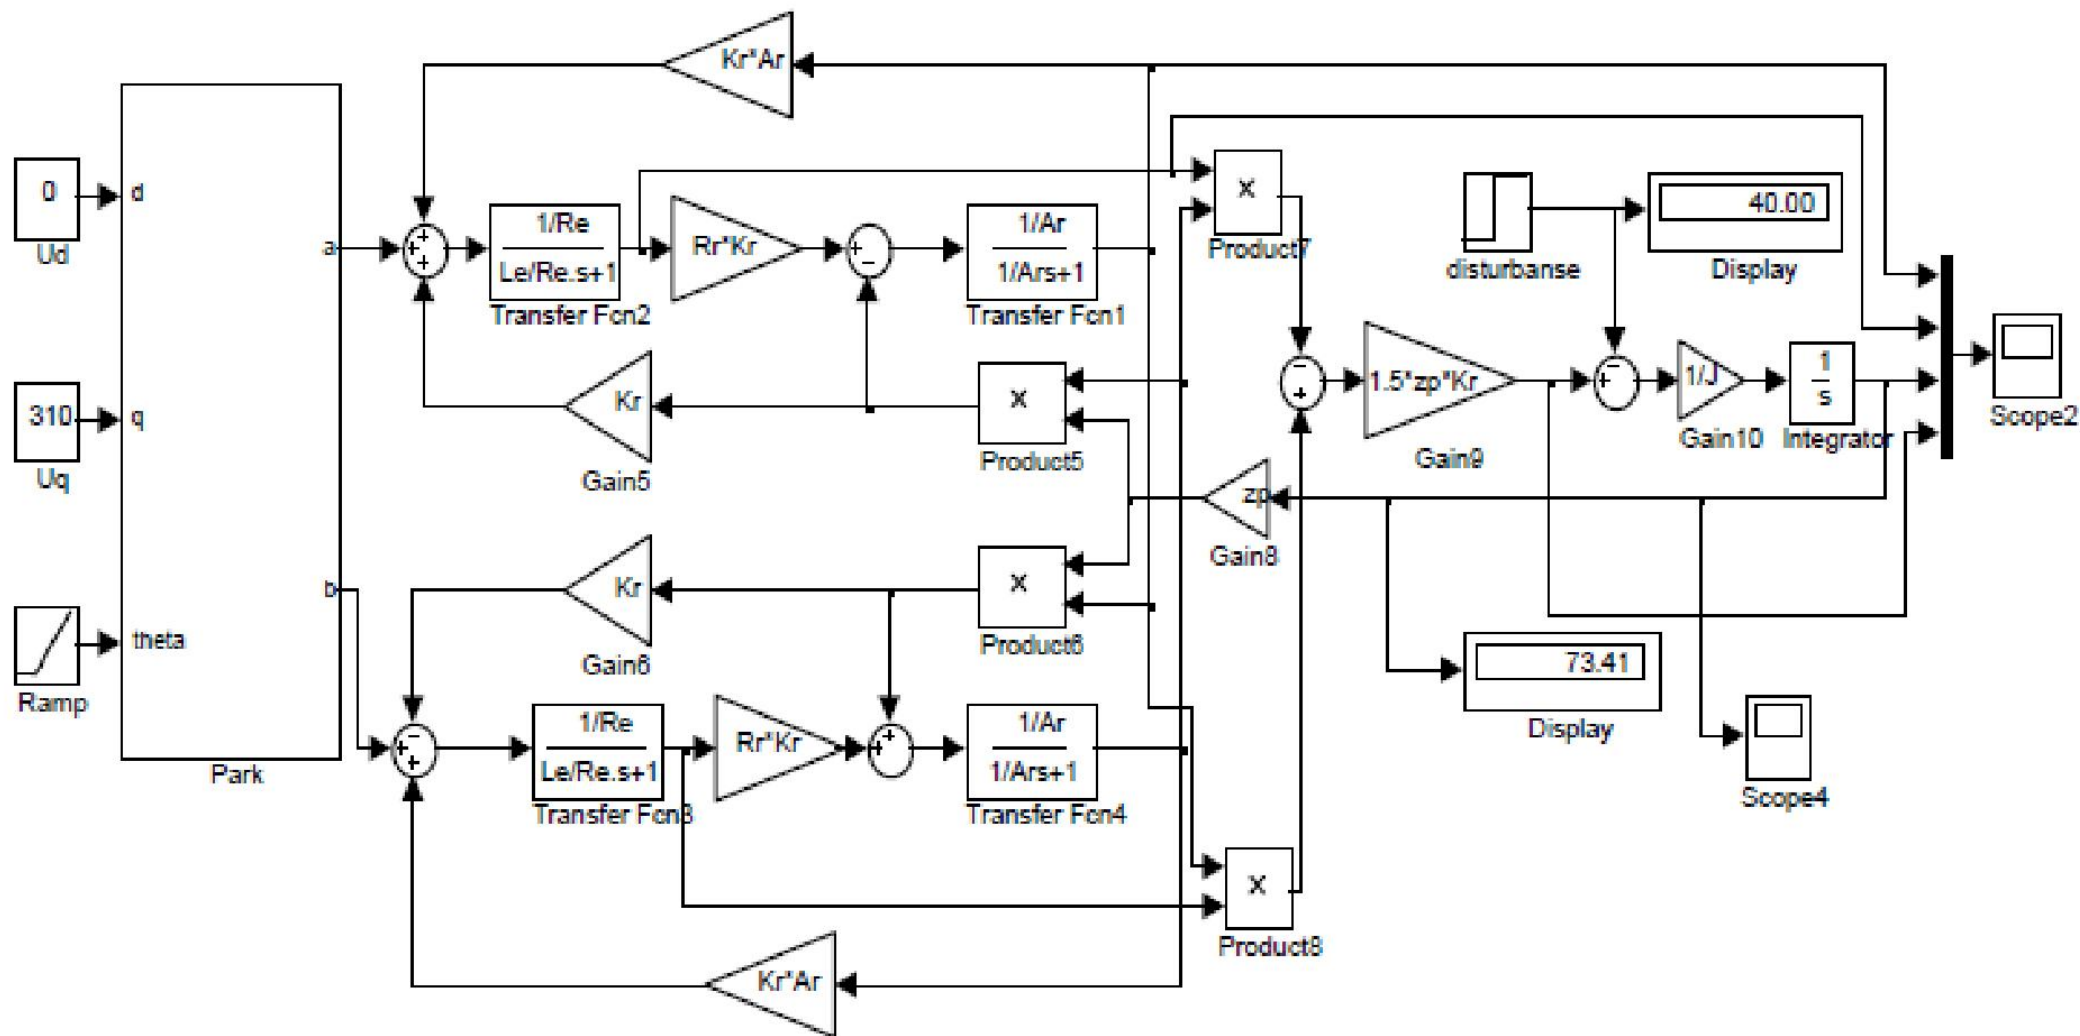 Kr*Ar
0
Ud
d
a
1/Re
Le/Re.s+1
Transfer Fcn2
Rr*Kr
+
+
+
−
1/Ar
1/Ars+1
Transfer Fcn1
x
Product7
disturbanse
40.00
Display
310
Uq
q
Kr
Gain5
x
Product5
−
+
1.5*zp*Kr
Gain9
−
+
1/J
Gain10
1
s
Integrator
Scope2
zp
Gain8
b
Kr
Gain6
x
Product6
theta
Ramp
73.41
Display
Park
−
+
+
1/Re
Le/Re.s+1
Transfer Fcn3
Rr*Kr
+
+
1/Ar
1/Ars+1
Transfer Fcn4
Scope4
x
Product8
Kr*Ar